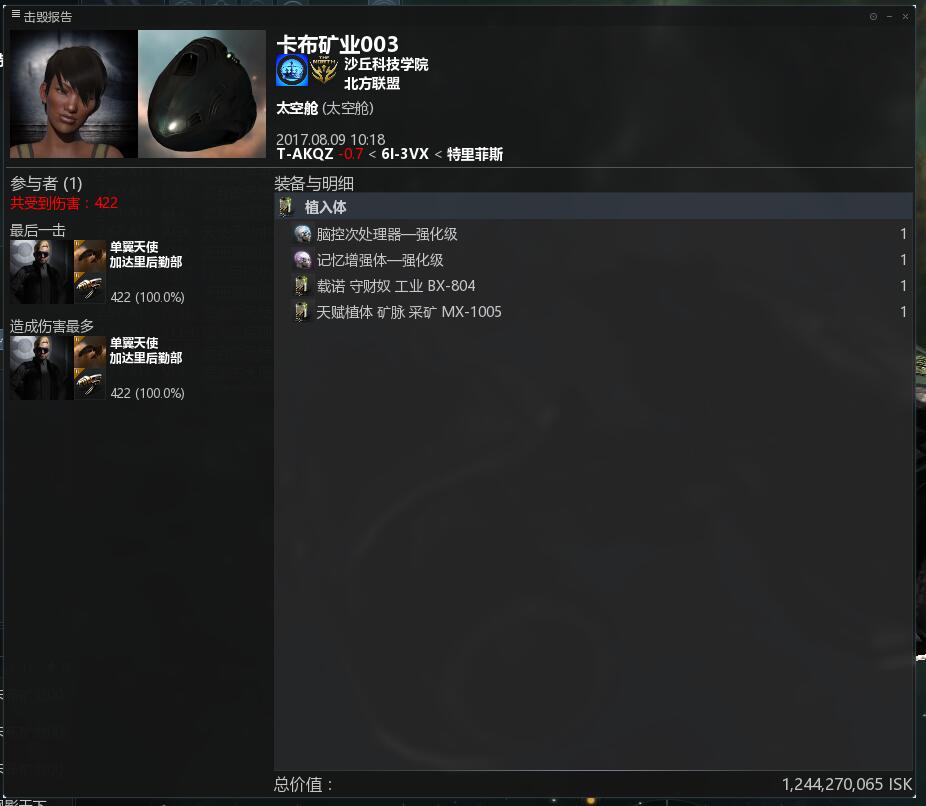 击毁报告
卡布矿业003
THE NORTH
沙丘科技学院
北方联盟
太空舱 (太空舱)
2017.08.09 10:18
T-AKQZ -0.7 < 6I-3VX < 特里菲斯
参与者 (1)
共受到伤害：422
最后一击
单翼天使
加达里后勤部
422 (100.0%)
造成伤害最多
单翼天使
加达里后勤部
422 (100.0%)
装备与明细
植入体
脑控次处理器—强化级 1
记忆增强体—强化级 1
载诺 守财奴 工业 BX-804 1
天赋植体 矿脉 采矿 MX-1005 1
总价值： 1,244,270,065 ISK